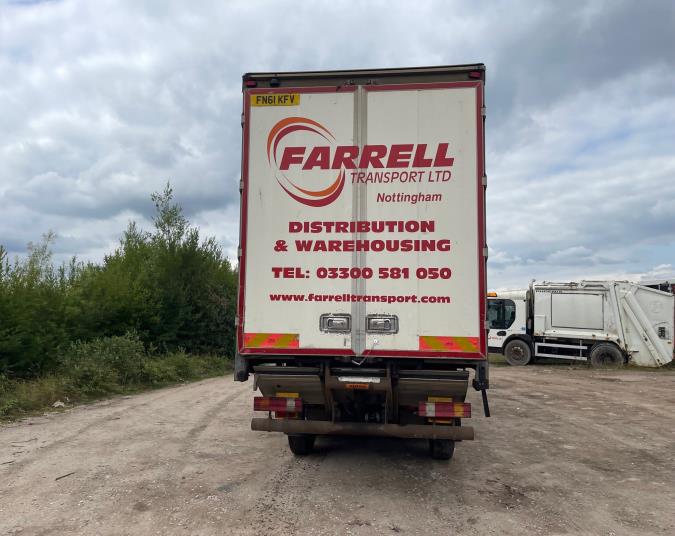 FN61 KFV
FARRELL
TRANSPORT LTD
Nottingham
DISTRIBUTION
& WAREHOUSING
TEL: 03300 581 050
www.farrelltransport.com